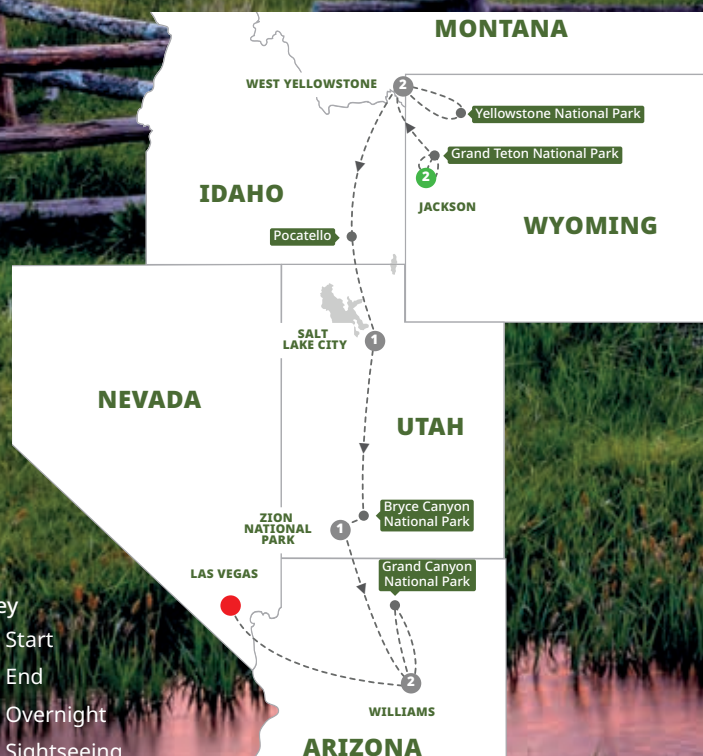 MONTANA
WEST YELLOWSTONE
2
Yellowstone National Park
Grand Teton National Park
2
JACKSON
IDAHO
WYOMING
Pocatello
SALT
LAKE CITY
1
NEVADA
UTAH
Bryce Canyon
National Park
ZION
NATIONAL
PARK
1
Grand Canyon
National Park
LAS VEGAS
ey
Start
End
Overnight
Sightseeing
2
WILLIAMS
ARIZONA